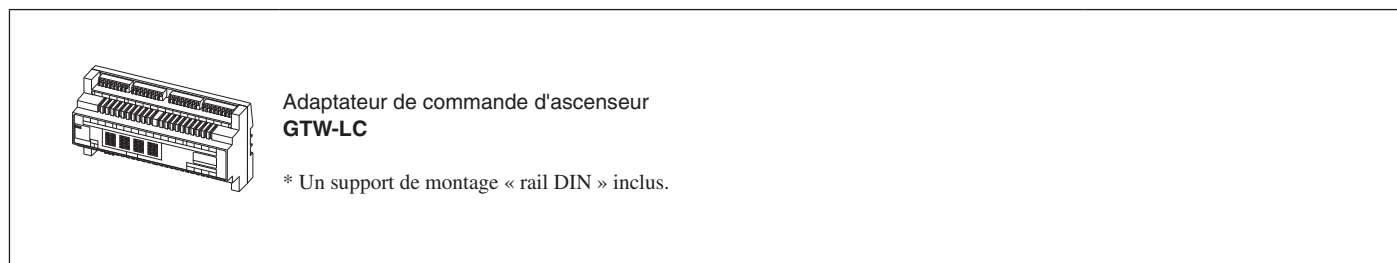 Adaptateur de commande d'ascenseur
GTW-LC
* Un support de montage « rail DIN » inclus.